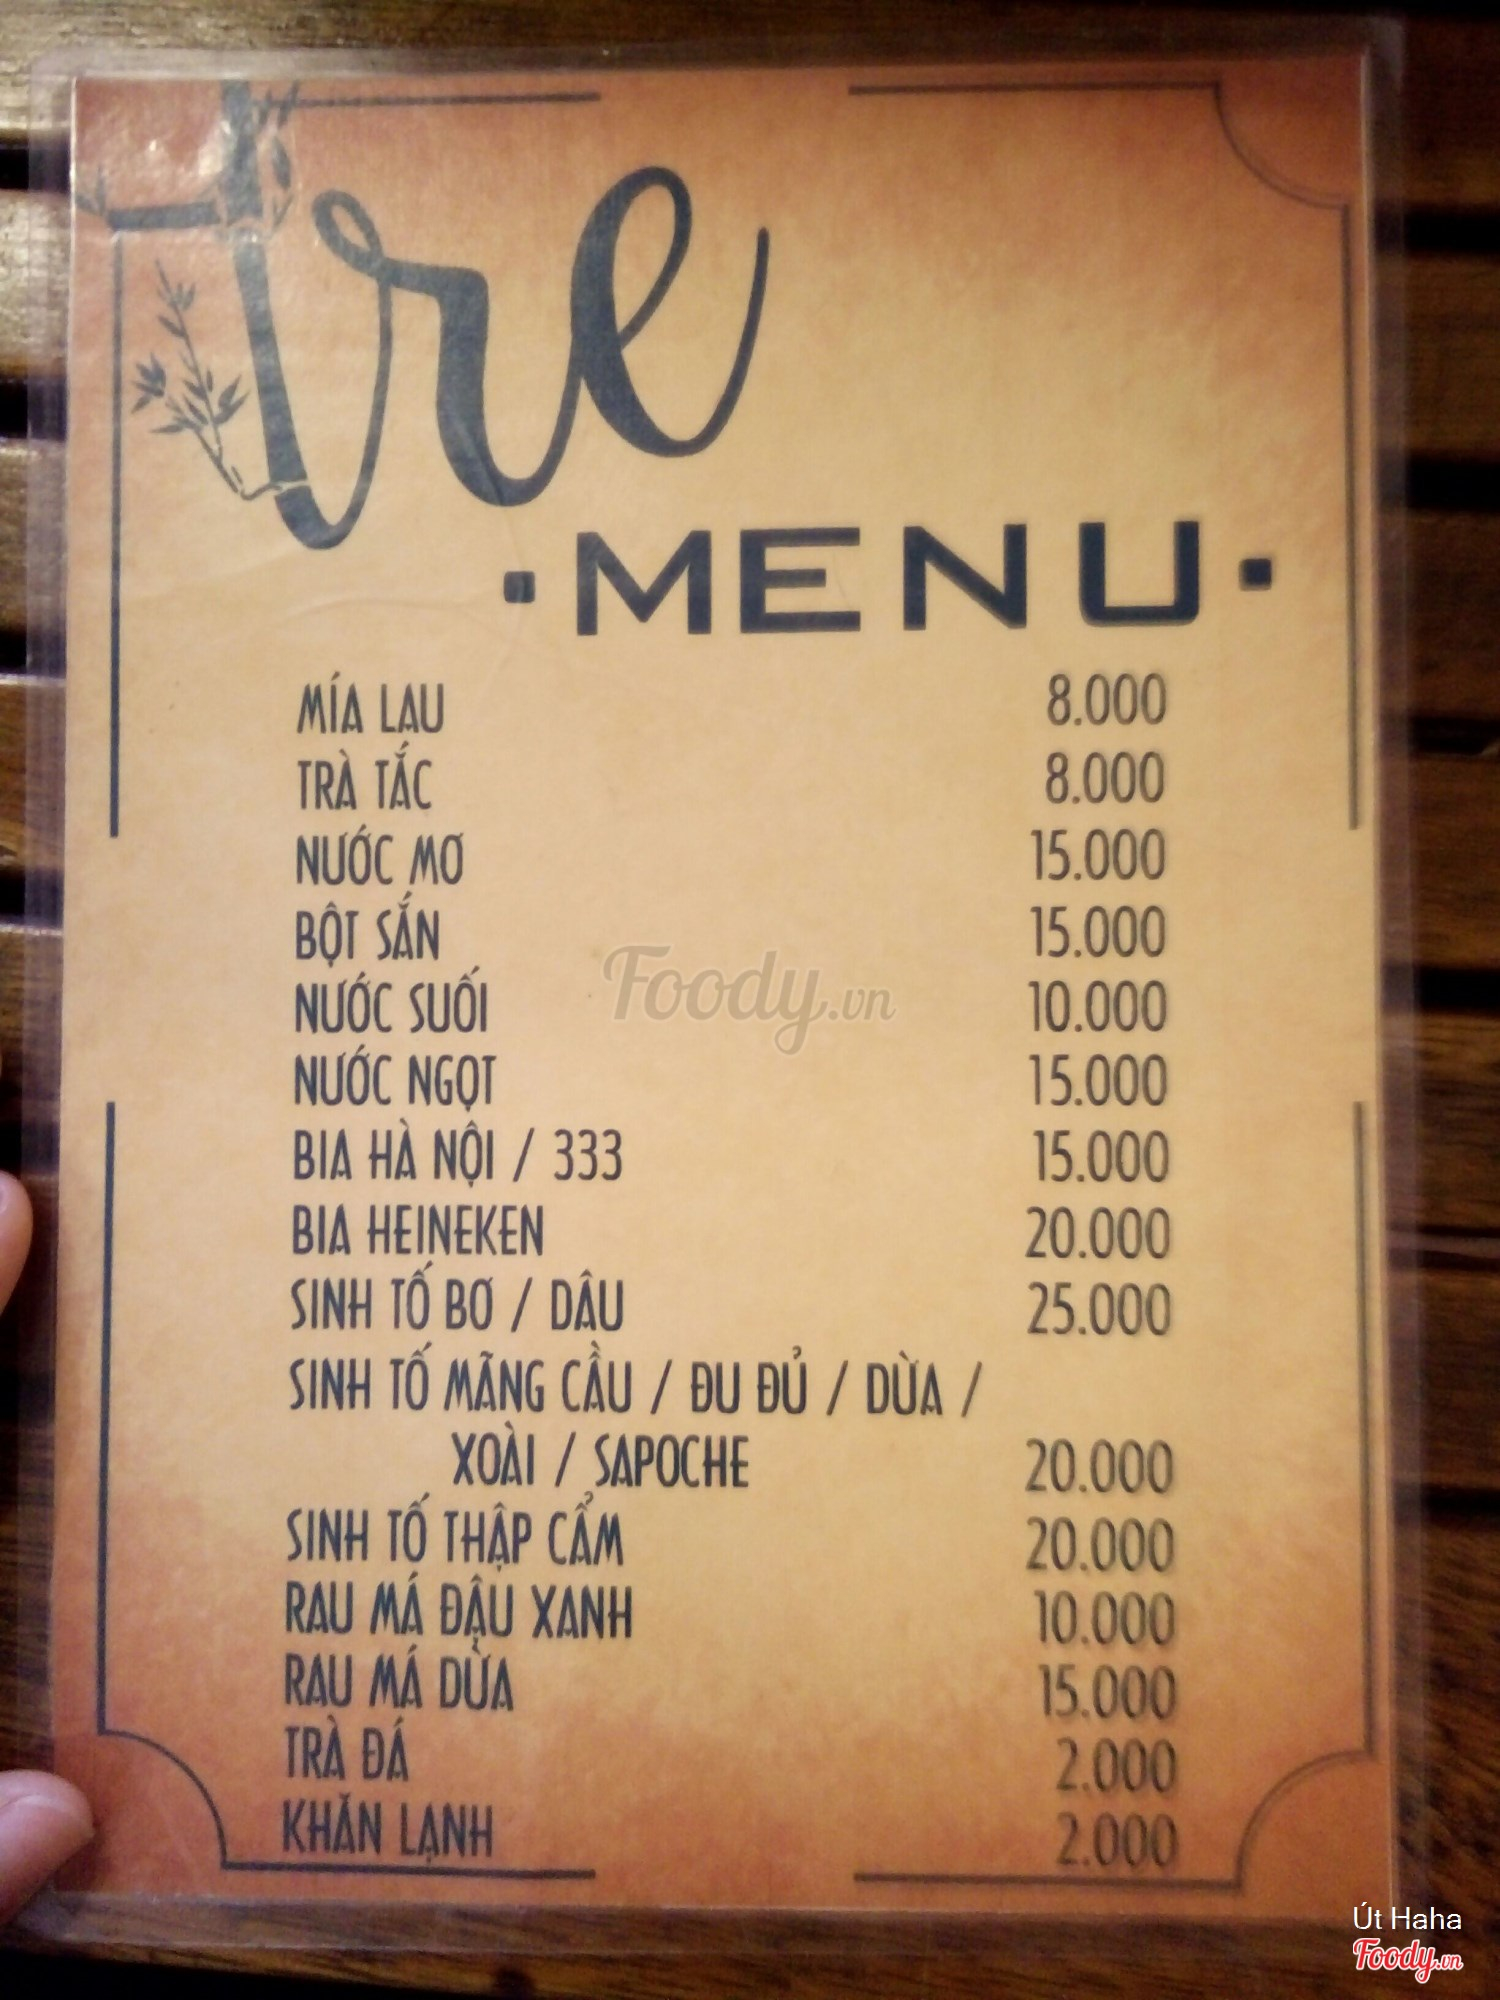 tre
· MENU ·
MÍA LAU 8.000
TRÀ TẮC 8.000
NƯỚC MƠ 15.000
BỘT SẮN 15.000
NƯỚC SUỐI 10.000
NƯỚC NGỌT 15.000
BIA HÀ NỘI / 333 15.000
BIA HEINEKEN 20.000
SINH TỐ BƠ / DÂU 25.000
SINH TỐ MÃNG CẦU / ĐU ĐỦ / DỪA /
XOÀI / SAPOCHE 20.000
SINH TỐ THẬP CẨM 20.000
RAU MÁ ĐẬU XANH 10.000
RAU MÁ DỪA 15.000
TRÀ ĐÁ 2.000
KHĂN LẠNH 2.000
Foody.vn
Út Haha
Foody.vn